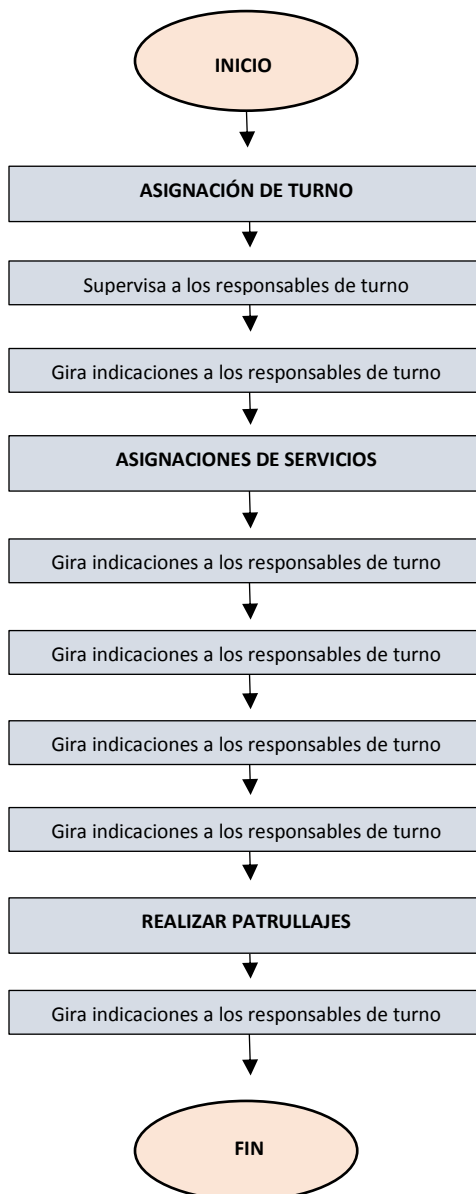 INICIO
ASIGNACIÓN DE TURNO
Supervisa a los responsables de turno
Gira indicaciones a los responsables de turno
ASIGNACIONES DE SERVICIOS
Gira indicaciones a los responsables de turno
Gira indicaciones a los responsables de turno
Gira indicaciones a los responsables de turno
Gira indicaciones a los responsables de turno
REALIZAR PATRULLAJES
Gira indicaciones a los responsables de turno
FIN